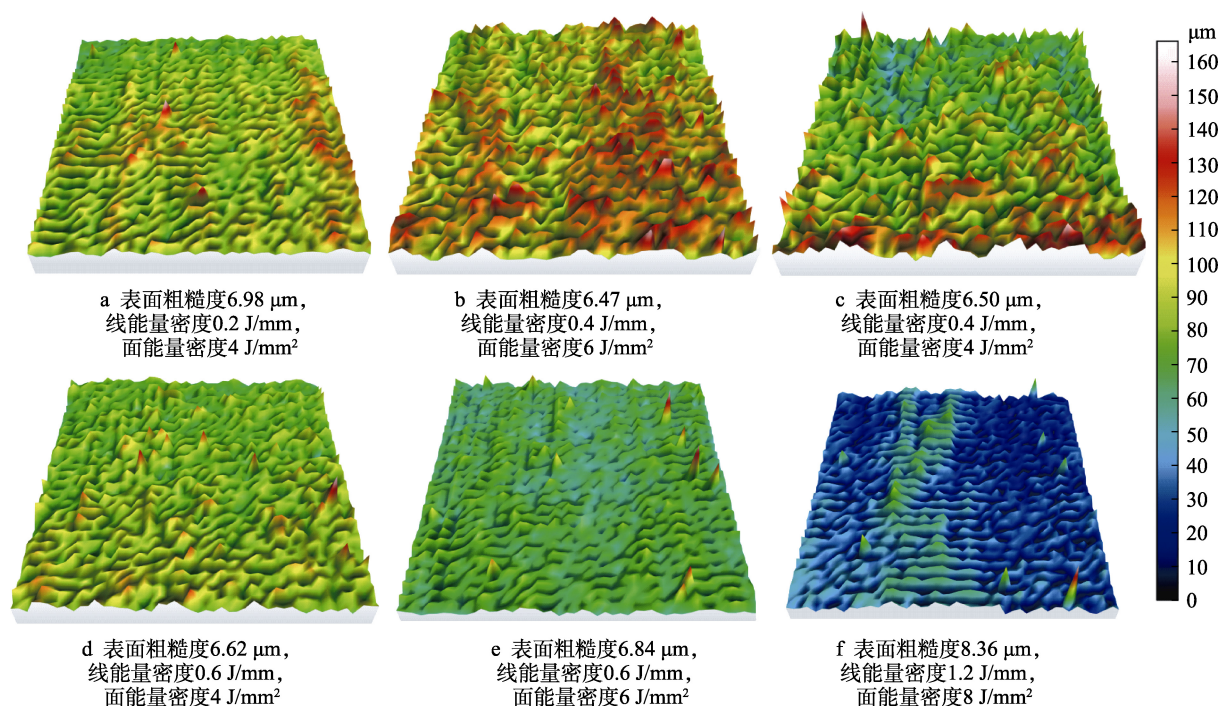 μm
160
150
140
130
120
110
100
90
80
70
60
50
40
30
20
10
0
a 表面粗糙度6.98 μm，
线能量密度0.2 J/mm，
面能量密度4 J/mm²
b 表面粗糙度6.47 μm，
线能量密度0.4 J/mm，
面能量密度6 J/mm²
c 表面粗糙度6.50 μm，
线能量密度0.4 J/mm，
面能量密度4 J/mm²
d 表面粗糙度6.62 μm，
线能量密度0.6 J/mm，
面能量密度4 J/mm²
e 表面粗糙度6.84 μm，
线能量密度0.6 J/mm，
面能量密度6 J/mm²
f 表面粗糙度8.36 μm，
线能量密度1.2 J/mm，
面能量密度8 J/mm²